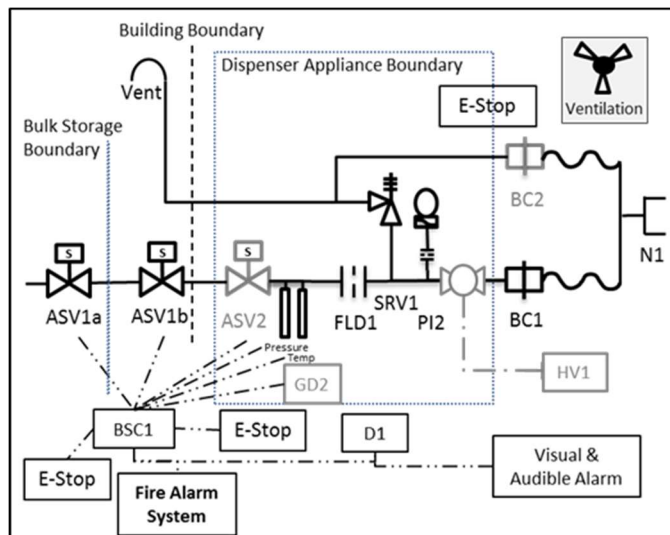 Building Boundary
Dispenser Appliance Boundary
Vent
E-Stop
Ventilation
Bulk Storage
Boundary
BC2
N1
S
S
S
ASV1a
ASV1b
ASV2
FLD1
SRV1
PI2
BC1
Pressure
Temp
GD2
HV1
BSC1
E-Stop
D1
E-Stop
Fire Alarm
System
Visual &
Audible Alarm